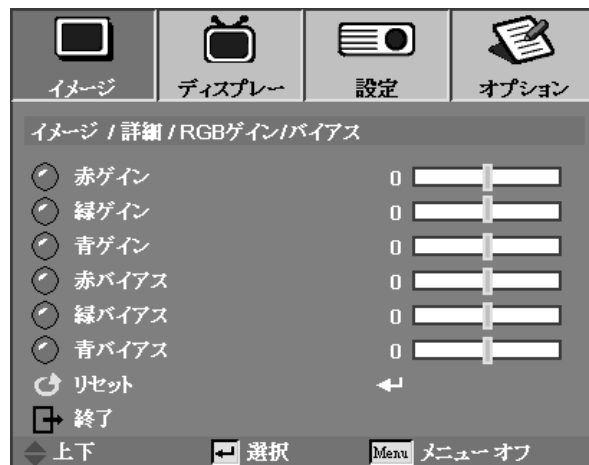 イメージ ディスプレー 設定 オプション
イメージ / 詳細 / RGBゲイン/バイアス
赤ゲイン 0
緑ゲイン 0
青ゲイン 0
赤バイアス 0
緑バイアス 0
青バイアス 0
リセット
終了
上下 選択 Menu メニューオフ